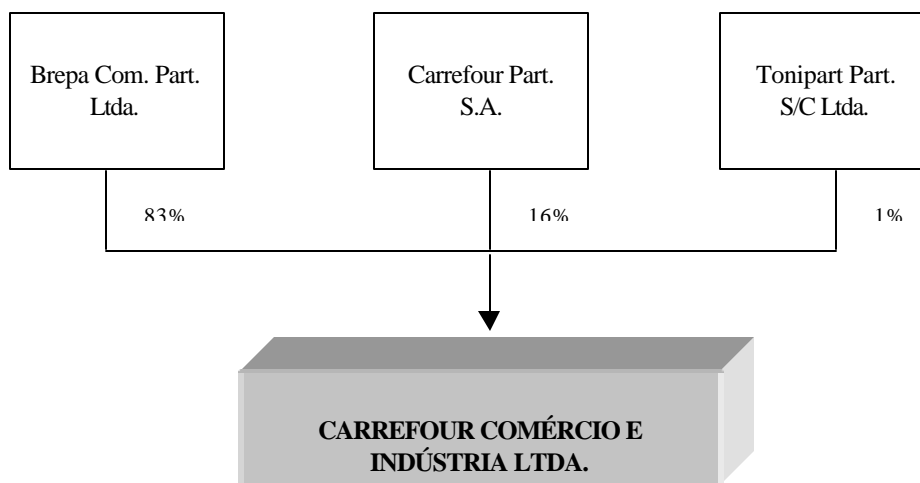 Brepa Com. Part.
Ltda.
Carrefour Part.
S.A.
Tonipart Part.
S/C Ltda.
83%
16%
1%
CARREFOUR COMÉRCIO E
INDÚSTRIA LTDA.